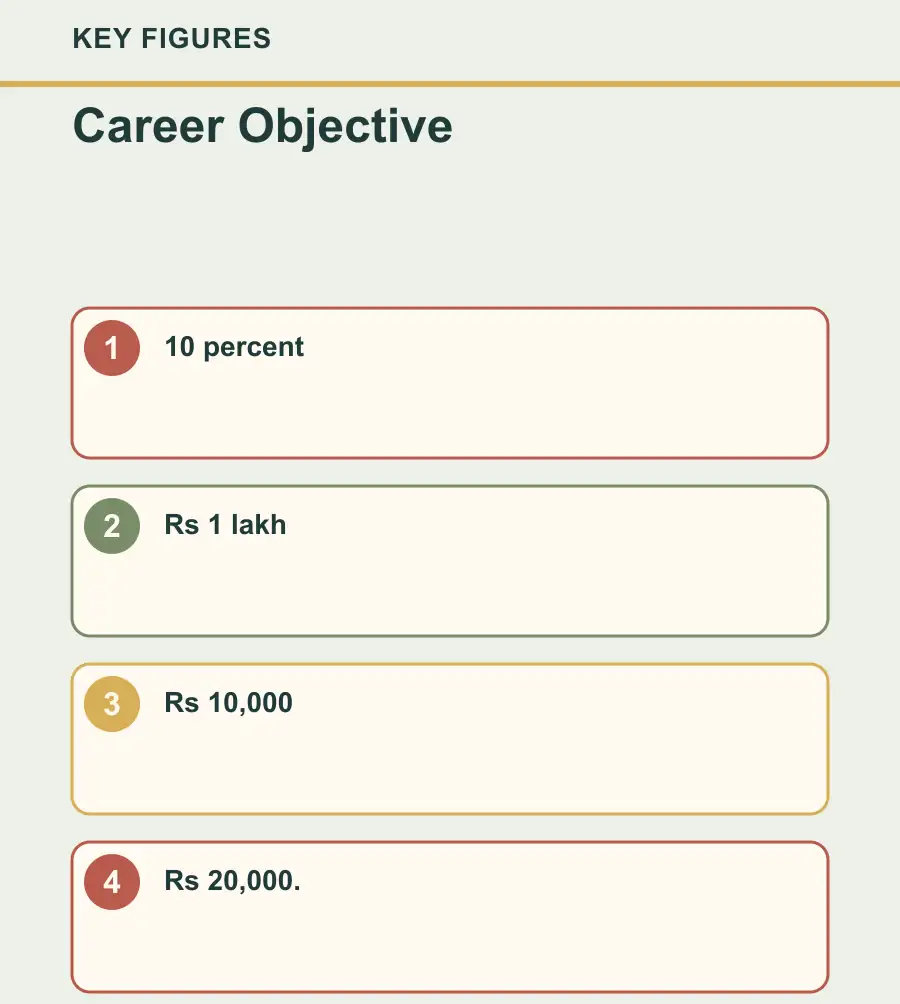 KEY FIGURES
Career Objective
1 10 percent
2 Rs 1 lakh
3 Rs 10,000
4 Rs 20,000.